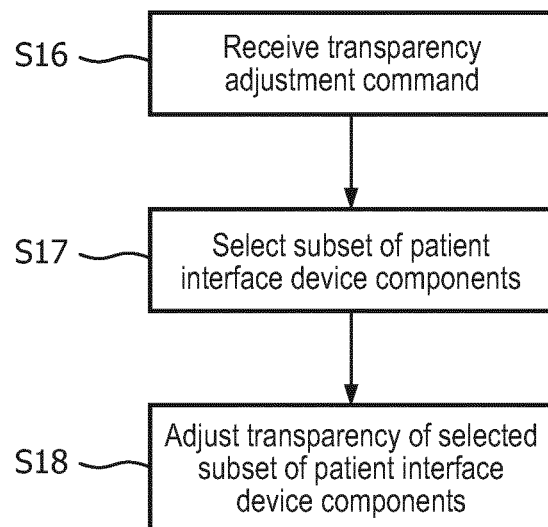 S16
Receive transparency
adjustment command
S17
Select subset of patient
interface device components
S18
Adjust transparency of selected
subset of patient interface
device components